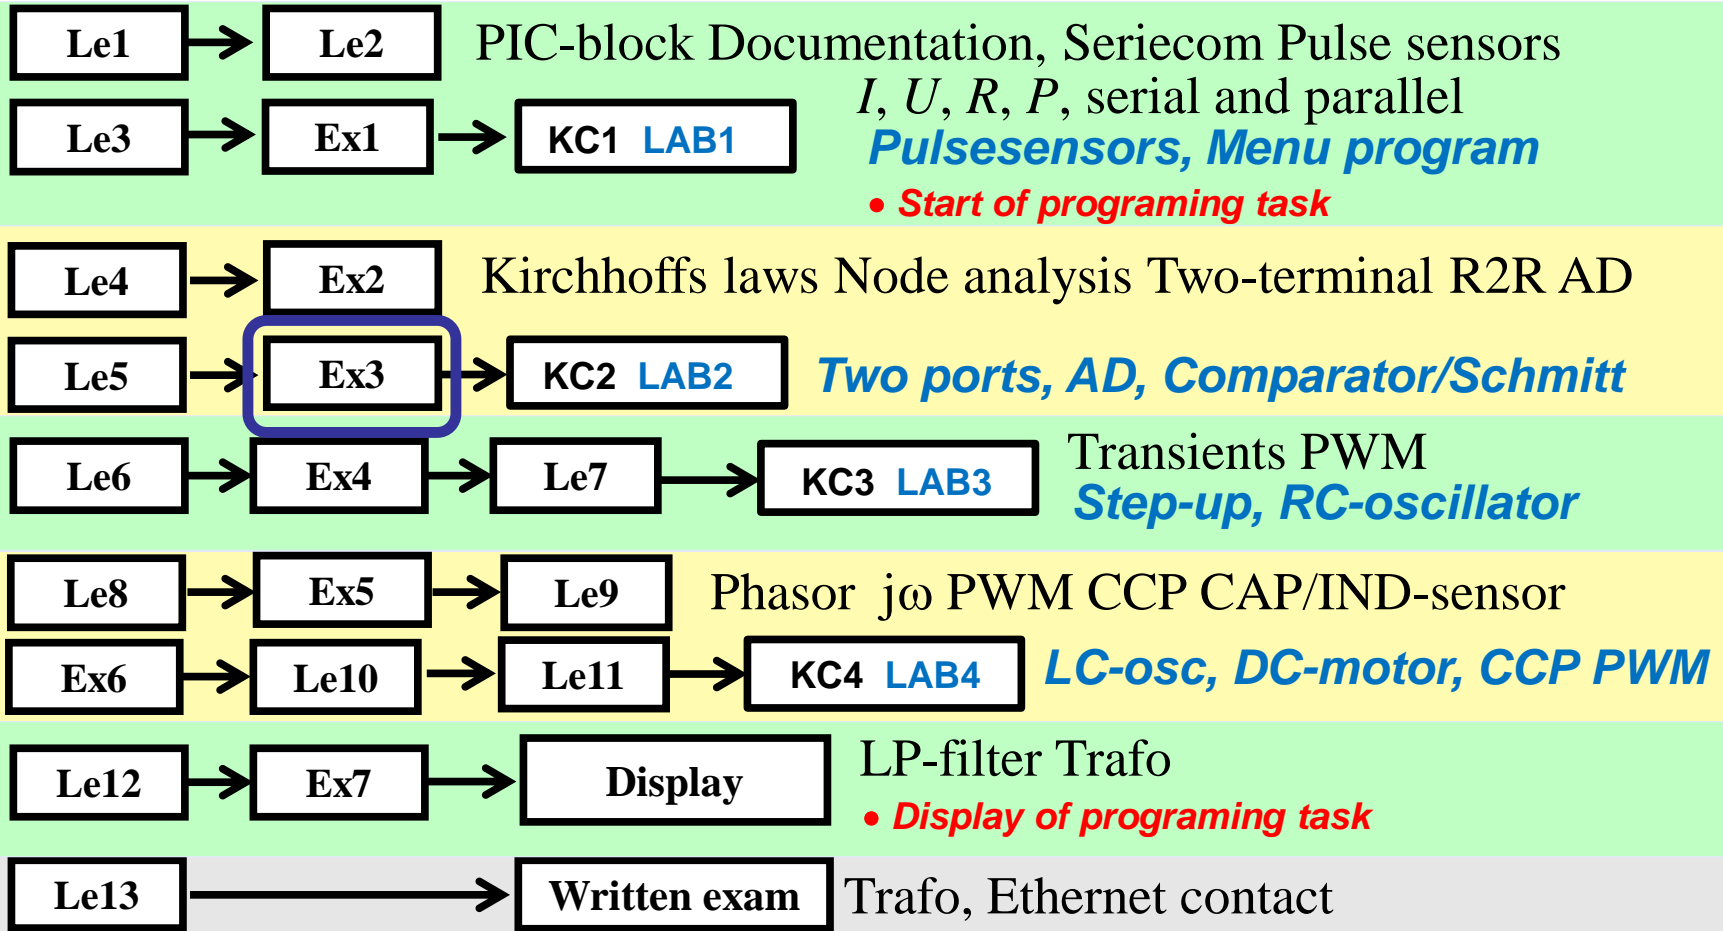 Le1 Le2 PIC-block Documentation, Seriecom Pulse sensors
I, U, R, P, serial and parallel
Le3 Ex1 KC1 LAB1 Pulsesensors, Menu program
• Start of programing task
Le4 Ex2 Kirchhoffs laws Node analysis Two-terminal R2R AD
Le5 Ex3 KC2 LAB2 Two ports, AD, Comparator/Schmitt
Le6 Ex4 Le7 KC3 LAB3 Transients PWM
Step-up, RC-oscillator
Le8 Ex5 Le9 Phasor jω PWM CCP CAP/IND-sensor
Ex6 Le10 Le11 KC4 LAB4 LC-osc, DC-motor, CCP PWM
Le12 Ex7 Display LP-filter Trafo
• Display of programing task
Le13 Written exam Trafo, Ethernet contact